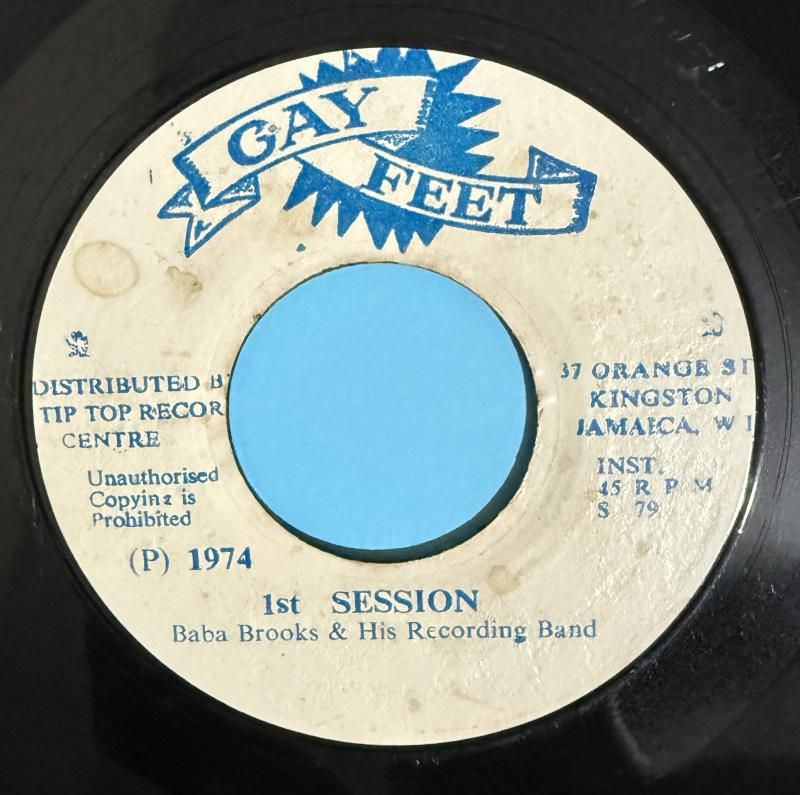 GAY
FEET
DISTRIBUTED B
TIP TOP RECOR
CENTRE
Unauthorised
Copying is
Prohibited
37 ORANGE ST
KINGSTON
JAMAICA, W I
INST.
45 R P M
S 79
(P) 1974
1st SESSION
Baba Brooks & His Recording Band